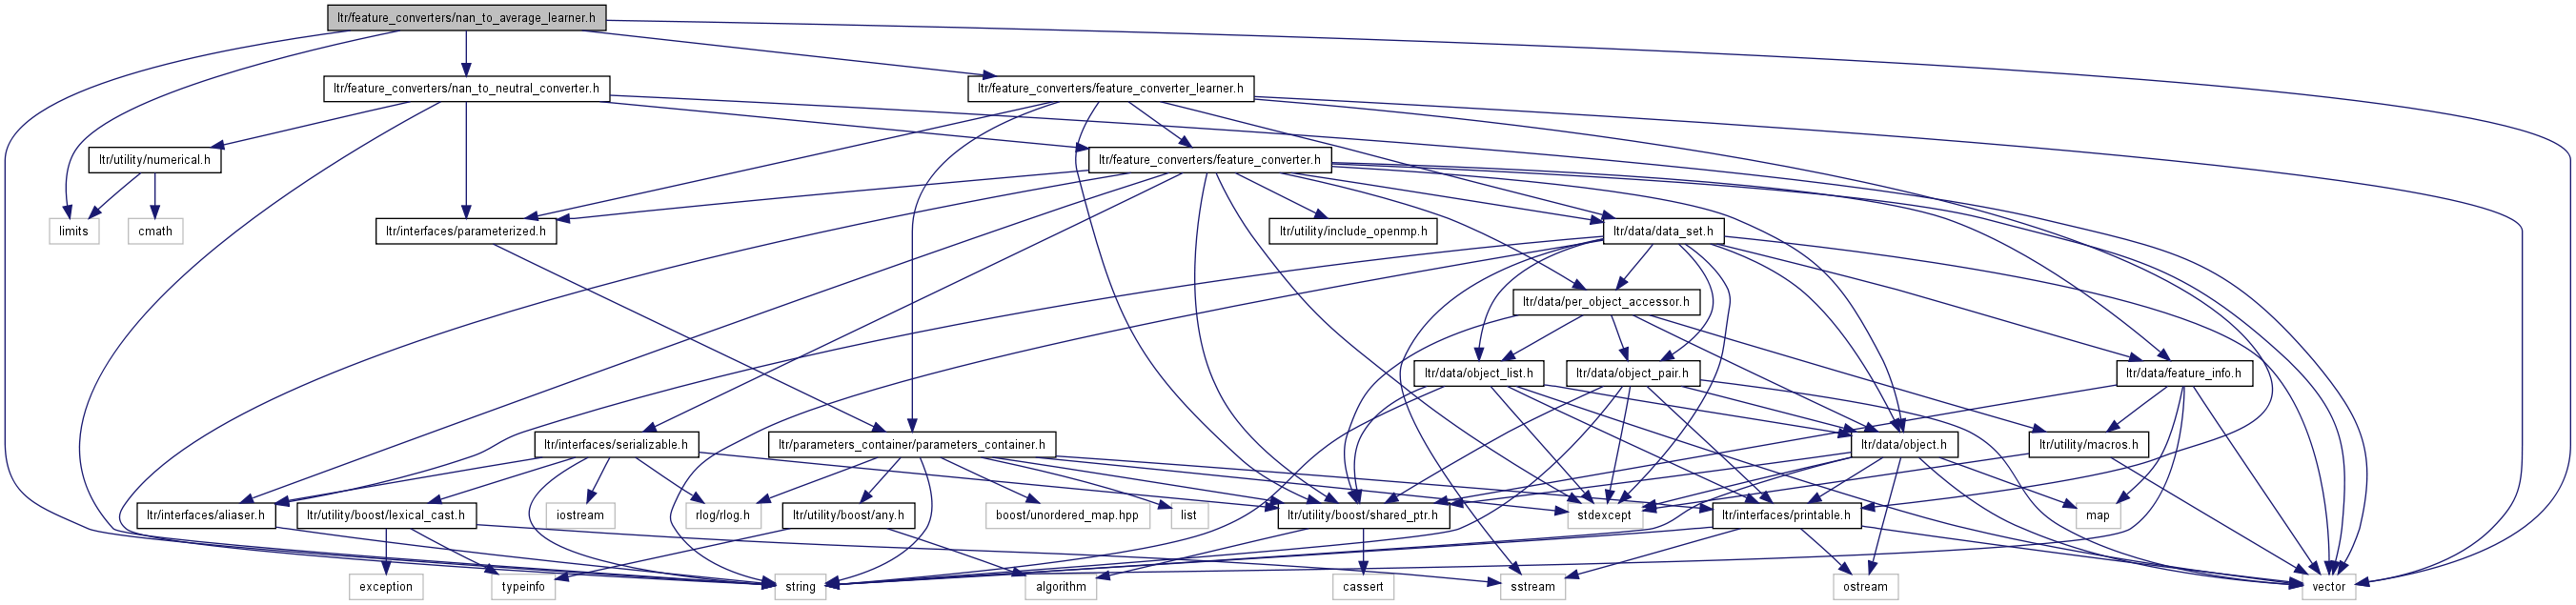 ltr/feature_converters/nan_to_average_learner.h
ltr/feature_converters/nan_to_neutral_converter.h
ltr/feature_converters/feature_converter_learner.h
ltr/utility/numerical.h
ltr/feature_converters/feature_converter.h
limits
cmath
ltr/interfaces/parameterized.h
ltr/utility/include_openmp.h
ltr/data/data_set.h
ltr/data/per_object_accessor.h
ltr/data/object_list.h
ltr/data/object_pair.h
ltr/data/feature_info.h
ltr/interfaces/serializable.h
ltr/parameters_container/parameters_container.h
ltr/data/object.h
ltr/utility/macros.h
ltr/interfaces/aliaser.h
ltr/utility/boost/lexical_cast.h
iostream
rlog/rlog.h
ltr/utility/boost/any.h
boost/unordered_map.hpp
list
ltr/utility/boost/shared_ptr.h
stdexcept
ltr/interfaces/printable.h
map
exception
typeinfo
string
algorithm
cassert
sstream
ostream
vector